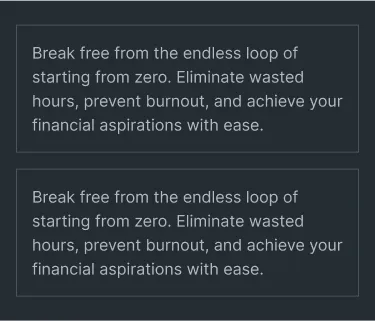 Break free from the endless loop of
starting from zero. Eliminate wasted
hours, prevent burnout, and achieve your
financial aspirations with ease.
Break free from the endless loop of
starting from zero. Eliminate wasted
hours, prevent burnout, and achieve your
financial aspirations with ease.